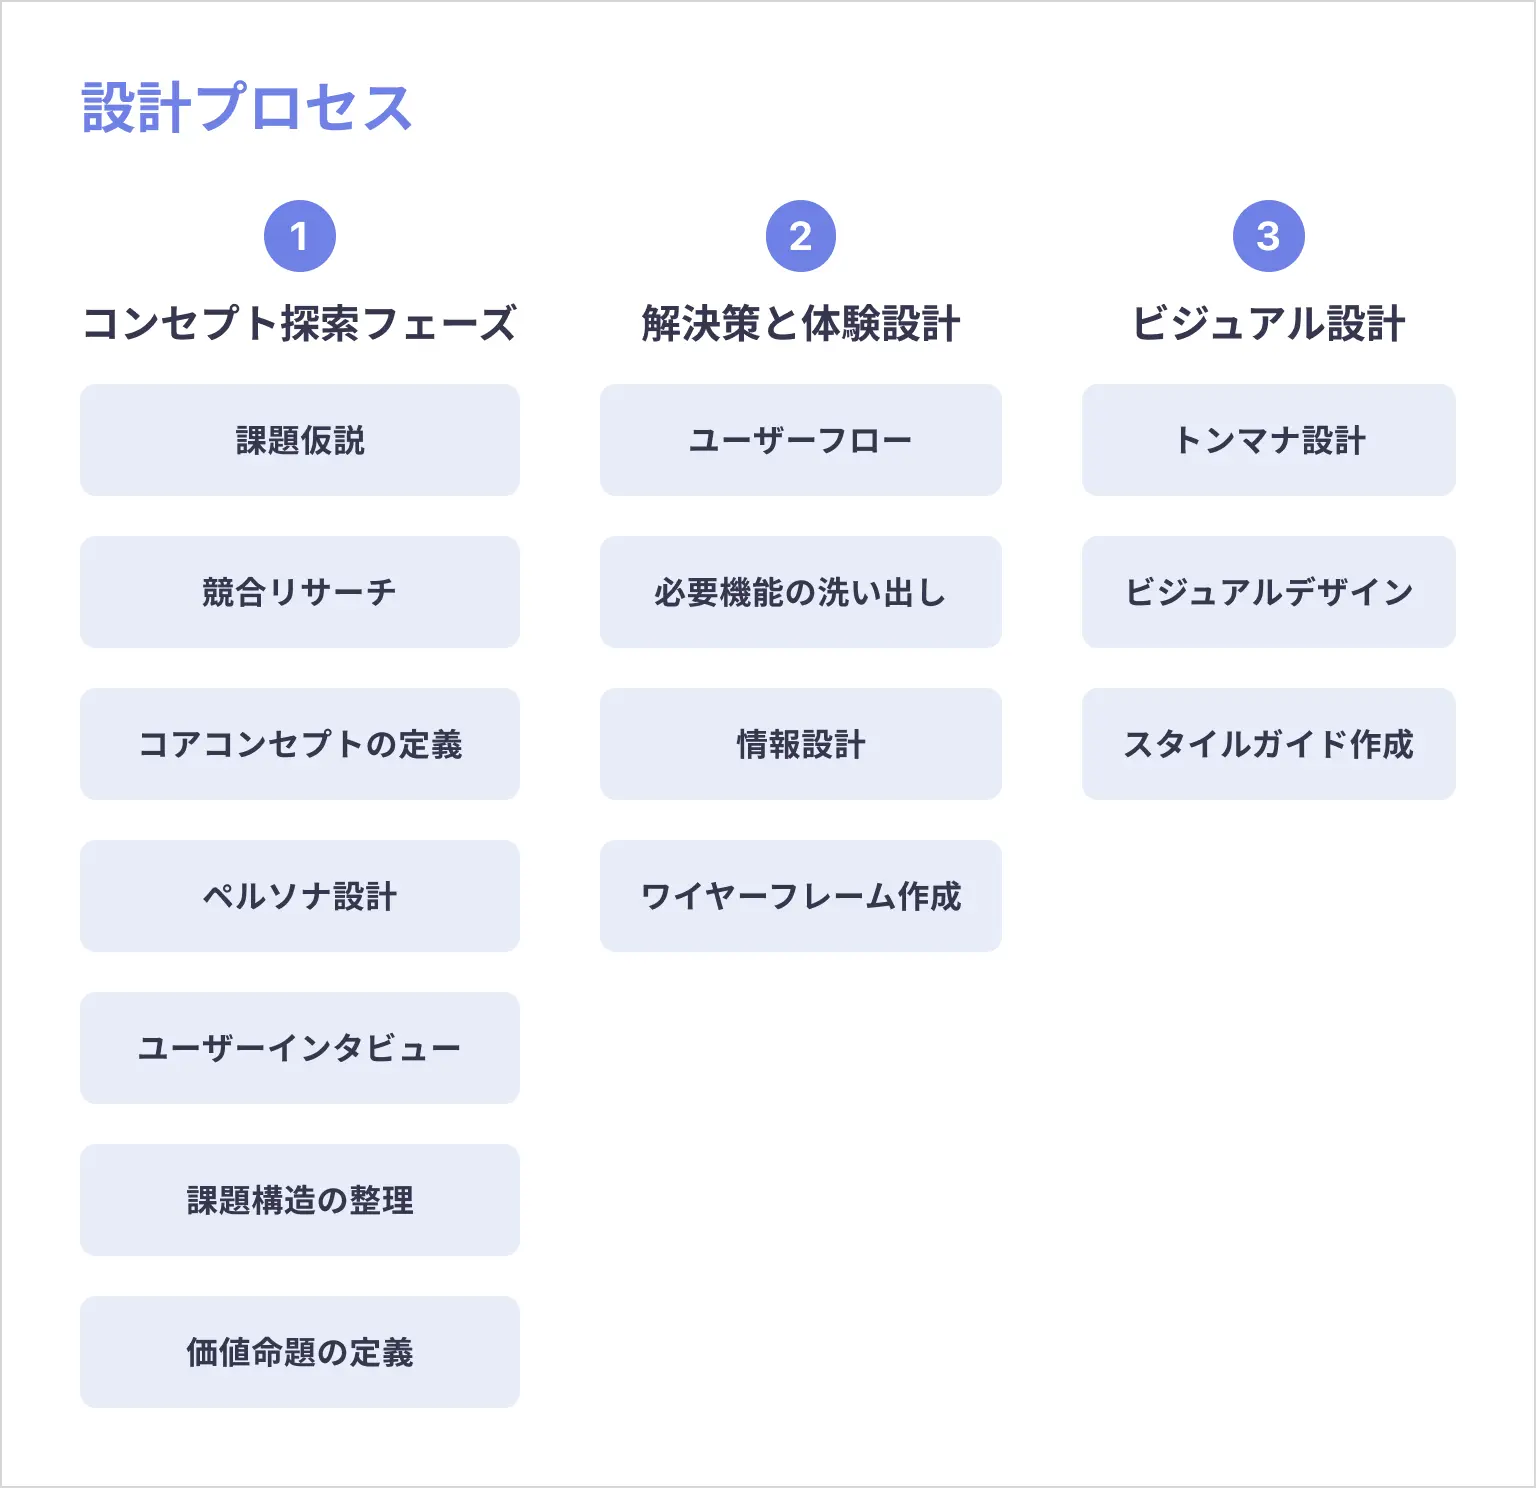 設計プロセス
1
コンセプト探索フェーズ
課題仮説
競合リサーチ
コアコンセプトの定義
ペルソナ設計
ユーザーインタビュー
課題構造の整理
価値命題の定義
2
解決策と体験設計
ユーザーフロー
必要機能の洗い出し
情報設計
ワイヤーフレーム作成
3
ビジュアル設計
トンマナ設計
ビジュアルデザイン
スタイルガイド作成